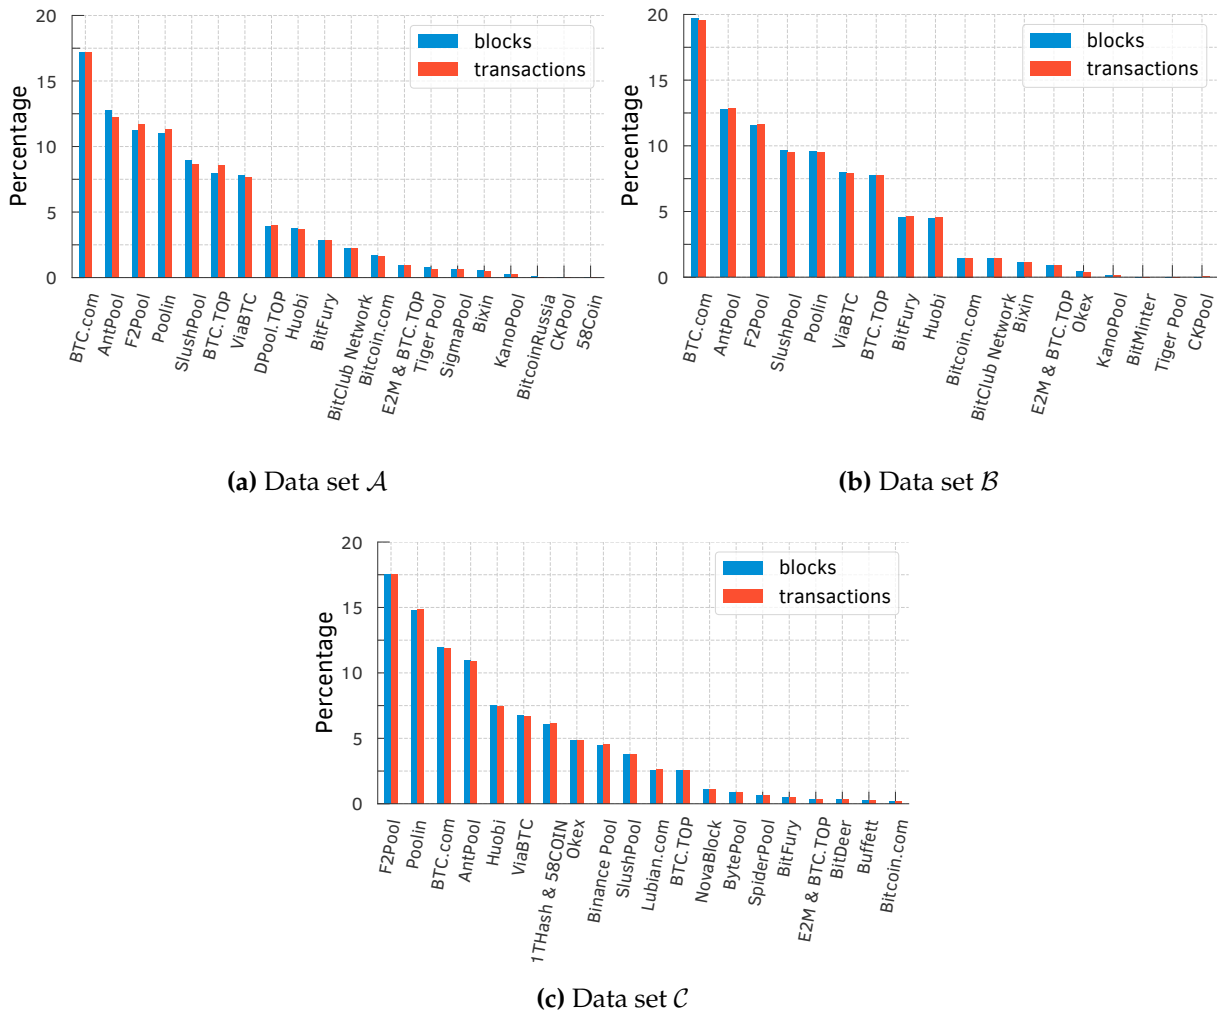 20
15
10
5
0
Percentage
blocks
transactions
BTC.com
AntPool
F2Pool
Poolin
SlushPool
BTC.TOP
ViaBTC
DPool.TOP
Huobi
BitFury
BitClub Network
Bitcoin.com
E2M & BTC.TOP
Tiger Pool
SigmaPool
Bixin
KanoPool
BitcoinRussia
CKPool
58Coin
(a) Data set A
20
15
10
5
0
Percentage
blocks
transactions
BTC.com
AntPool
F2Pool
SlushPool
Poolin
ViaBTC
BTC.TOP
BitFury
Huobi
Bitcoin.com
BitClub Network
Bixin
E2M & BTC.TOP
Okex
KanoPool
BitMinter
Tiger Pool
CKPool
(b) Data set B
20
15
10
5
0
Percentage
blocks
transactions
F2Pool
Poolin
BTC.com
AntPool
Huobi
ViaBTC
1THash & 58COIN
Okex
Binance Pool
SlushPool
Lubian.com
BTC.TOP
NovaBlock
BytePool
SpiderPool
BitFury
E2M & BTC.TOP
BitDeer
Buffett
Bitcoin.com
(c) Data set C